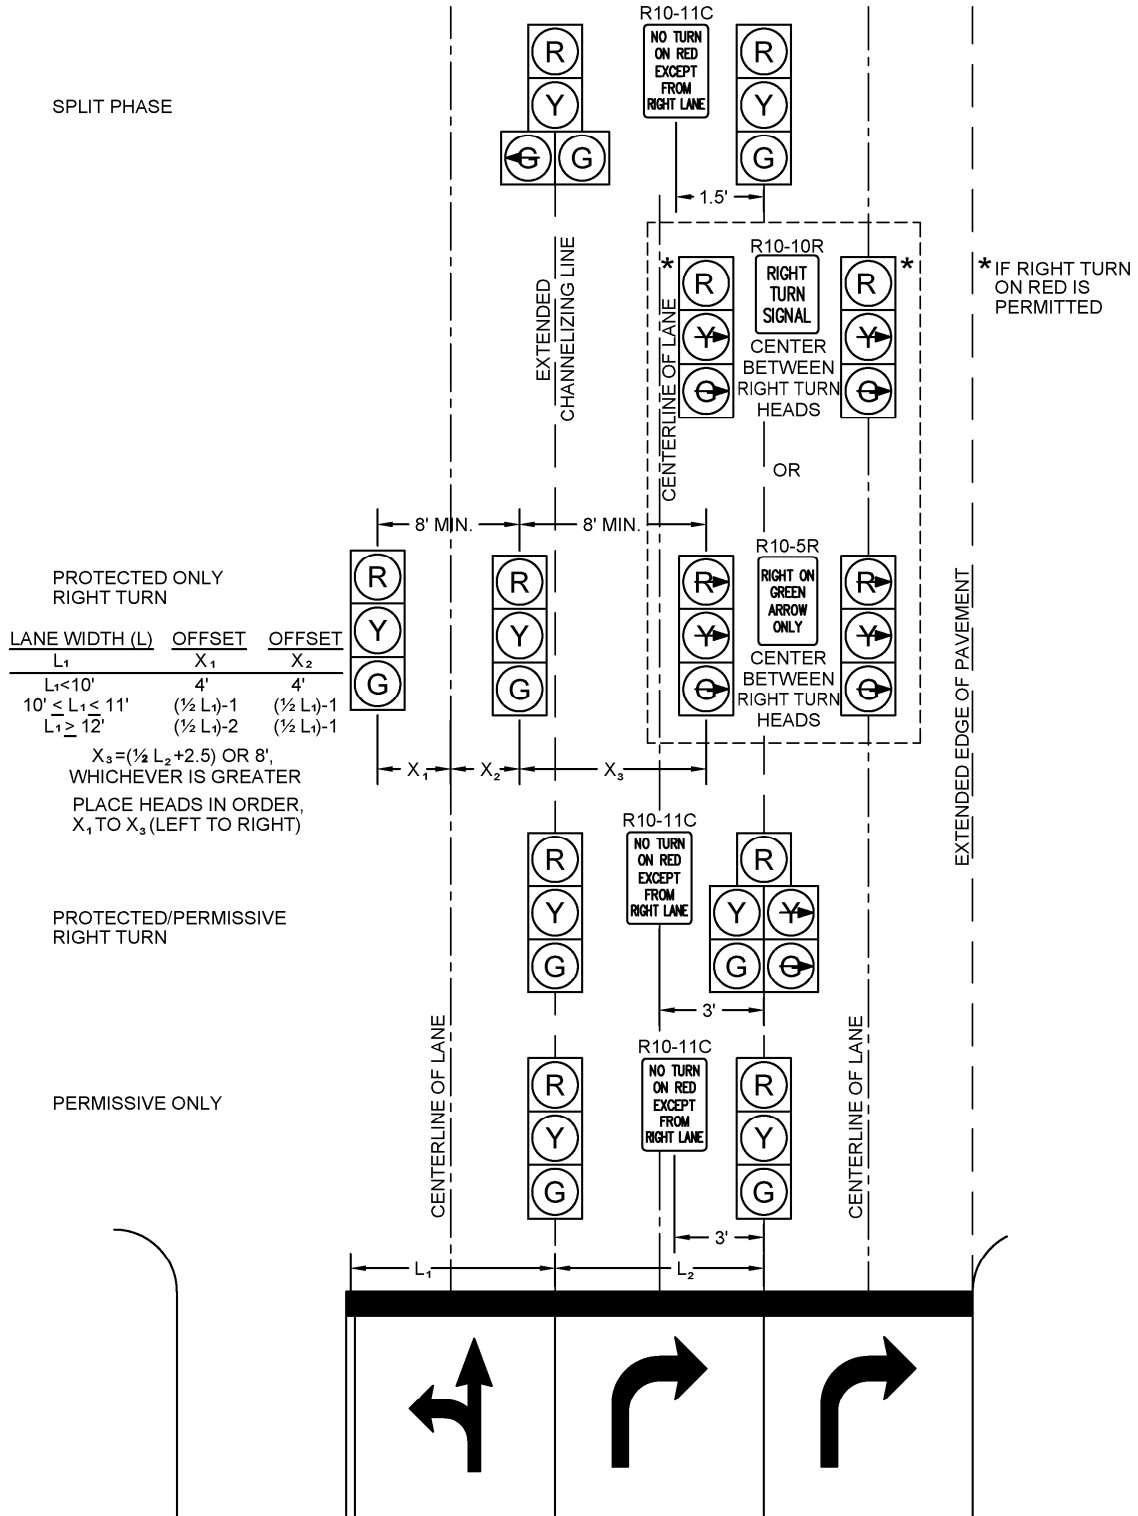 R10-11C
NO TURN
ON RED
EXCEPT
FROM
RIGHT LANE
R
R
SPLIT PHASE
Y
Y
G
G
G
1.5'
EXTENDED
CHANNELIZING LINE
CENTERLINE OF LANE
*
R
Y
G
R10-10R
RIGHT
TURN
SIGNAL
CENTER
BETWEEN
RIGHT TURN
HEADS
R
Y
G
*
* IF RIGHT TURN
ON RED IS
PERMITTED
OR
8' MIN.
8' MIN.
PROTECTED ONLY
RIGHT TURN
LANE WIDTH (L) OFFSET OFFSET
L1 X1 X2
L1<10' 4' 4'
10' ≤ L1 ≤ 11' (½ L1)-1 (½ L1)-1
L1 ≥ 12' (½ L1)-2 (½ L1)-1
X3=(½ L2+2.5) OR 8',
WHICHEVER IS GREATER
PLACE HEADS IN ORDER,
X1 TO X3 (LEFT TO RIGHT)
R
Y
G
R
Y
G
R
Y
G
R10-5R
RIGHT ON
GREEN
ARROW
ONLY
CENTER
BETWEEN
RIGHT TURN
HEADS
R
Y
G
X1
X2
X3
EXTENDED EDGE OF PAVEMENT
PROTECTED/PERMISSIVE
RIGHT TURN
R
Y
G
R10-11C
NO TURN
ON RED
EXCEPT
FROM
RIGHT LANE
R
Y
Y
G
G
3'
PERMISSIVE ONLY
CENTERLINE OF LANE
R
Y
G
R10-11C
NO TURN
ON RED
EXCEPT
FROM
RIGHT LANE
R
Y
G
CENTERLINE OF LANE
3'
L1
L2